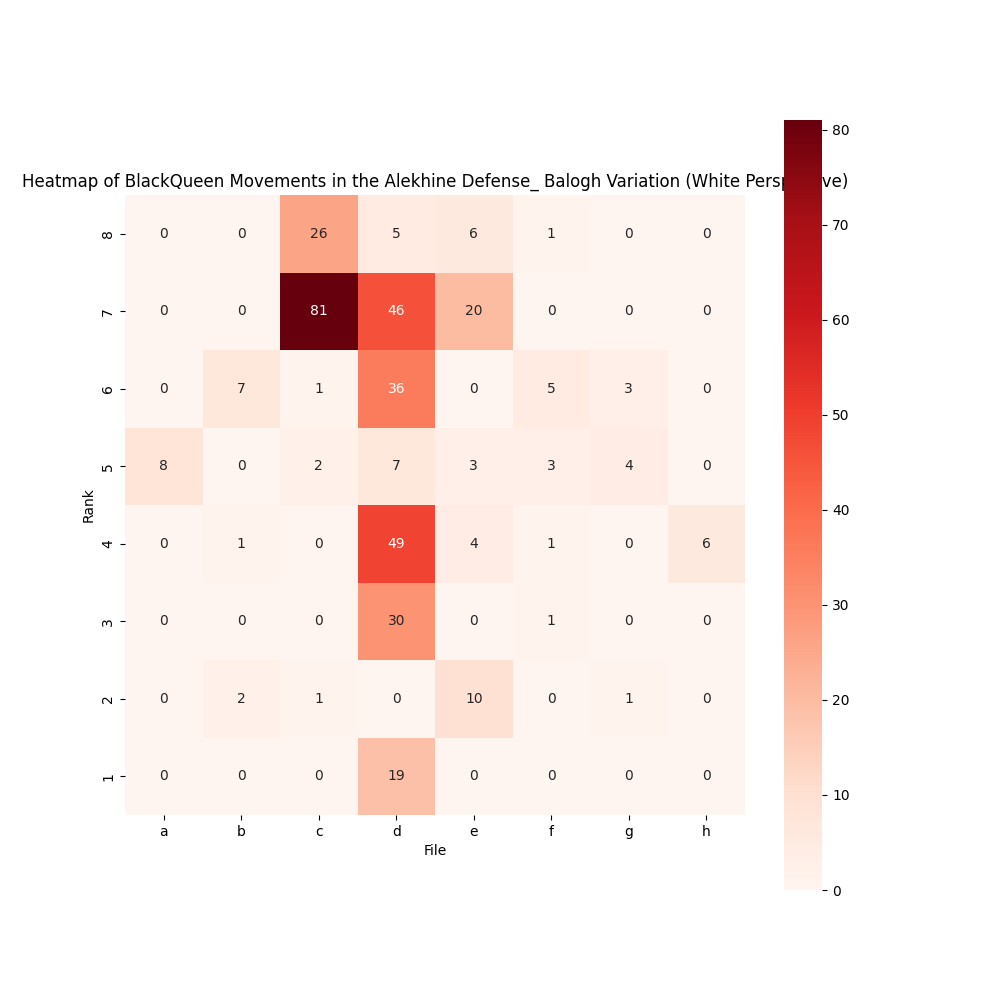 Heatmap of BlackQueen Movements in the Alekhine Defense_ Balogh Variation (White Perspective)
8 0 0 26 5 6 1 0 0
7 0 0 81 46 20 0 0 0
6 0 7 1 36 0 5 3 0
5 8 0 2 7 3 3 4 0
Rank
4 0 1 0 49 4 1 0 6
3 0 0 0 30 0 1 0 0
2 0 2 1 0 10 0 1 0
1 0 0 0 19 0 0 0 0
a b c d e f g h
File
80
70
60
50
40
30
20
10
0